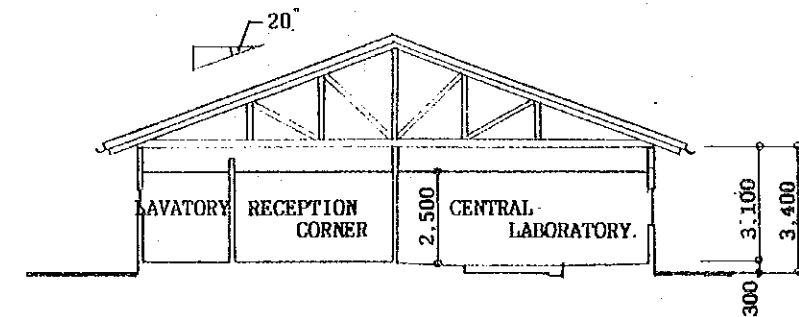 20°
LAVATORY
RECEPTION
CORNER
2,500
CENTRAL
LABORATORY.
3,100
3,400
300